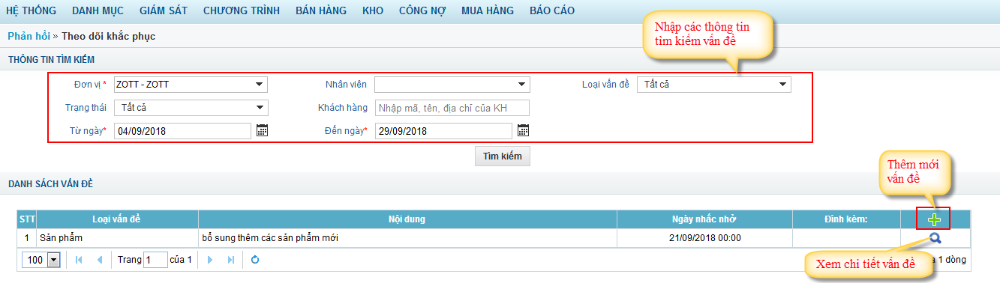 HỆ THỐNG DANH MỤC GIÁM SÁT CHƯƠNG TRÌNH BÁN HÀNG KHO CÔNG NỢ MUA HÀNG BÁO CÁO
Nhập các thông tin
tìm kiếm vấn đề
Phản hồi » Theo dõi khắc phục
THÔNG TIN TÌM KIẾM
Đơn vị * ZOTT - ZOTT Nhân viên Loại vấn đề Tất cả
Trạng thái Tất cả Khách hàng Nhập mã, tên, địa chỉ của KH
Từ ngày* 04/09/2018 Đến ngày* 29/09/2018
Tìm kiếm
Thêm mới
vấn đề
DANH SÁCH VẤN ĐỀ
STT Loại vấn đề Nội dung Ngày nhắc nhở Đính kèm:
1 Sản phẩm bổ sung thêm các sản phẩm mới 21/09/2018 00:00
100 Trang 1 của 1 1 dòng
Xem chi tiết vấn đề